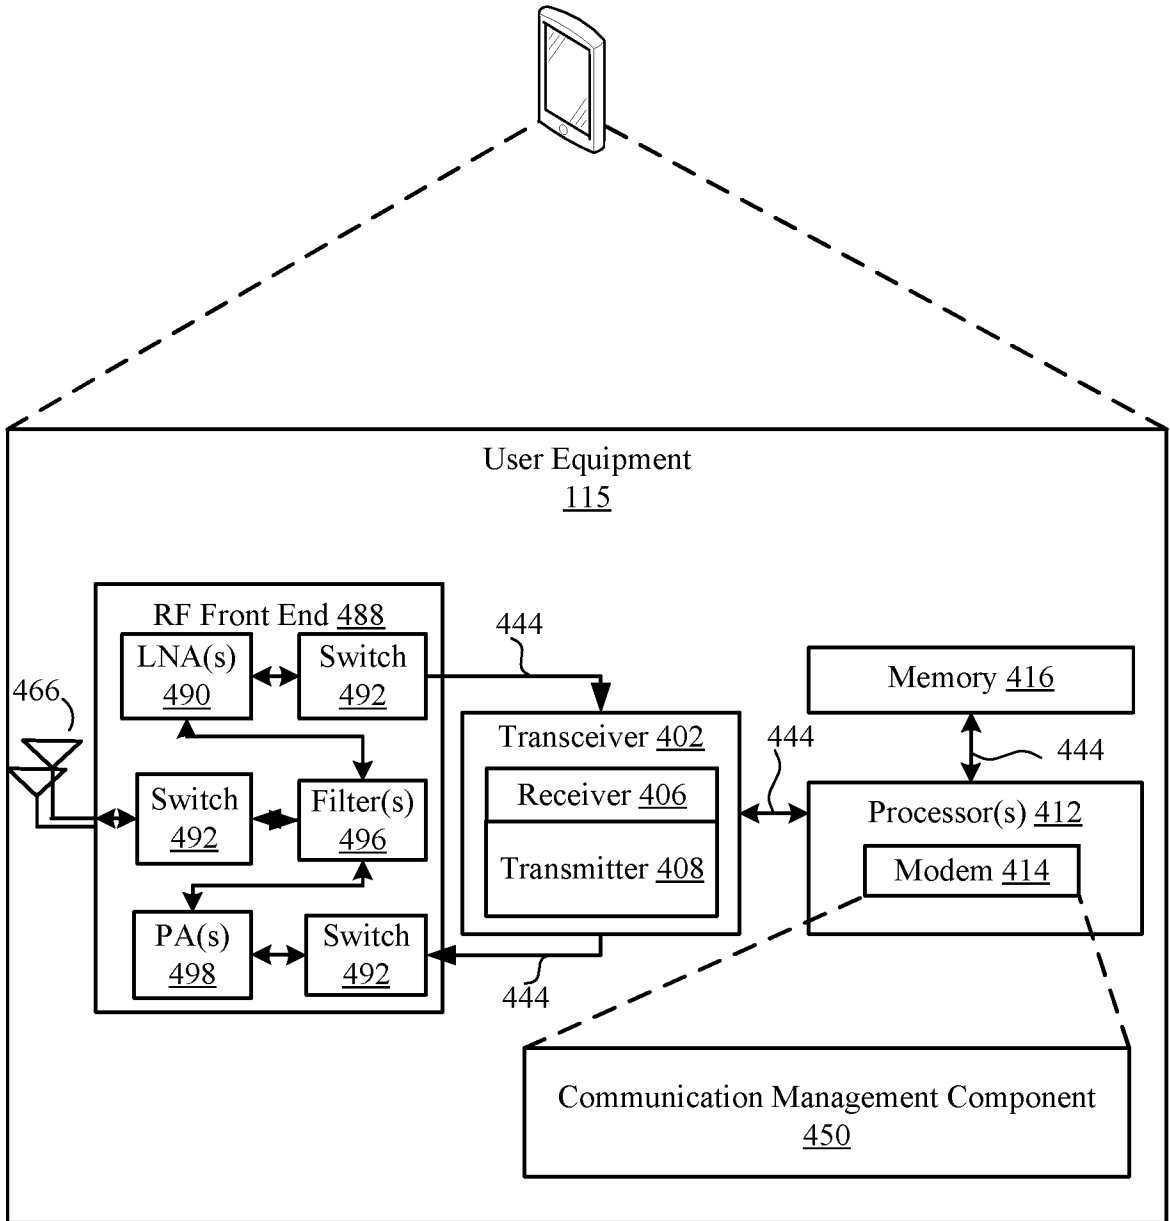 User Equipment
115
RF Front End 488
LNA(s)
490
Switch
492
444
466
Switch
492
Filter(s)
496
PA(s)
498
Switch
492
444
Transceiver 402
Receiver 406
Transmitter 408
444
Memory 416
444
Processor(s) 412
Modem 414
Communication Management Component
450